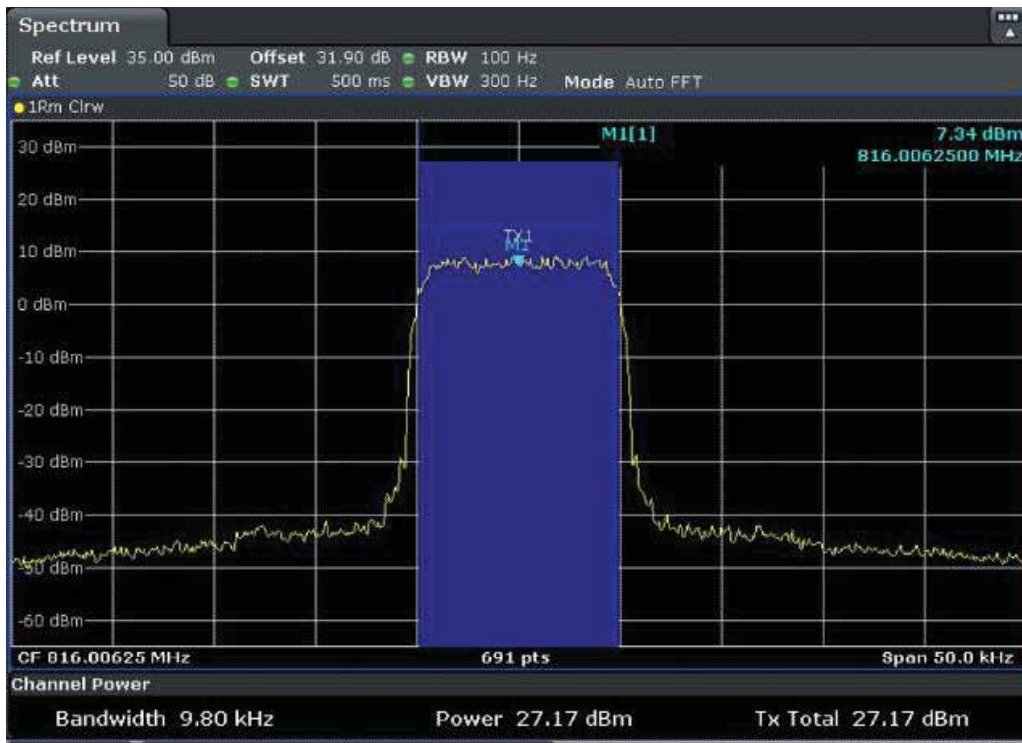 Spectrum
Ref Level 35.00 dBm Offset 31.90 dB RBW 100 Hz
Att 50 dB SWT 500 ms VBW 300 Hz Mode Auto FFT
1Rm Clrw
M1[1] 7.34 dBm
816.0062500 MHz
30 dBm
20 dBm
TX1
10 dBm
M1
0 dBm
-10 dBm
-20 dBm
-30 dBm
-40 dBm
-50 dBm
-60 dBm
CF 816.00625 MHz 691 pts Span 50.0 kHz
Channel Power
Bandwidth 9.80 kHz Power 27.17 dBm Tx Total 27.17 dBm